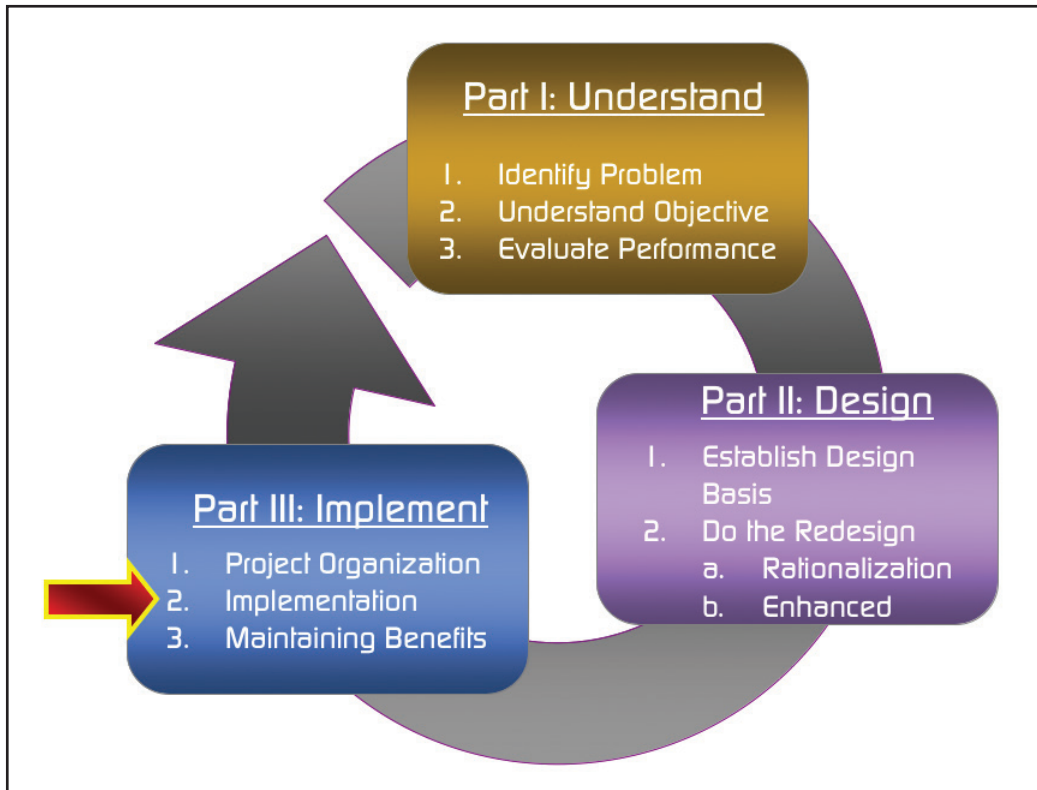 Part I: Understand
1. Identify Problem
2. Understand Objective
3. Evaluate Performance
Part II: Design
1. Establish Design
Basis
2. Do the Redesign
a. Rationalization
b. Enhanced
Part III: Implement
1. Project Organization
2. Implementation
3. Maintaining Benefits